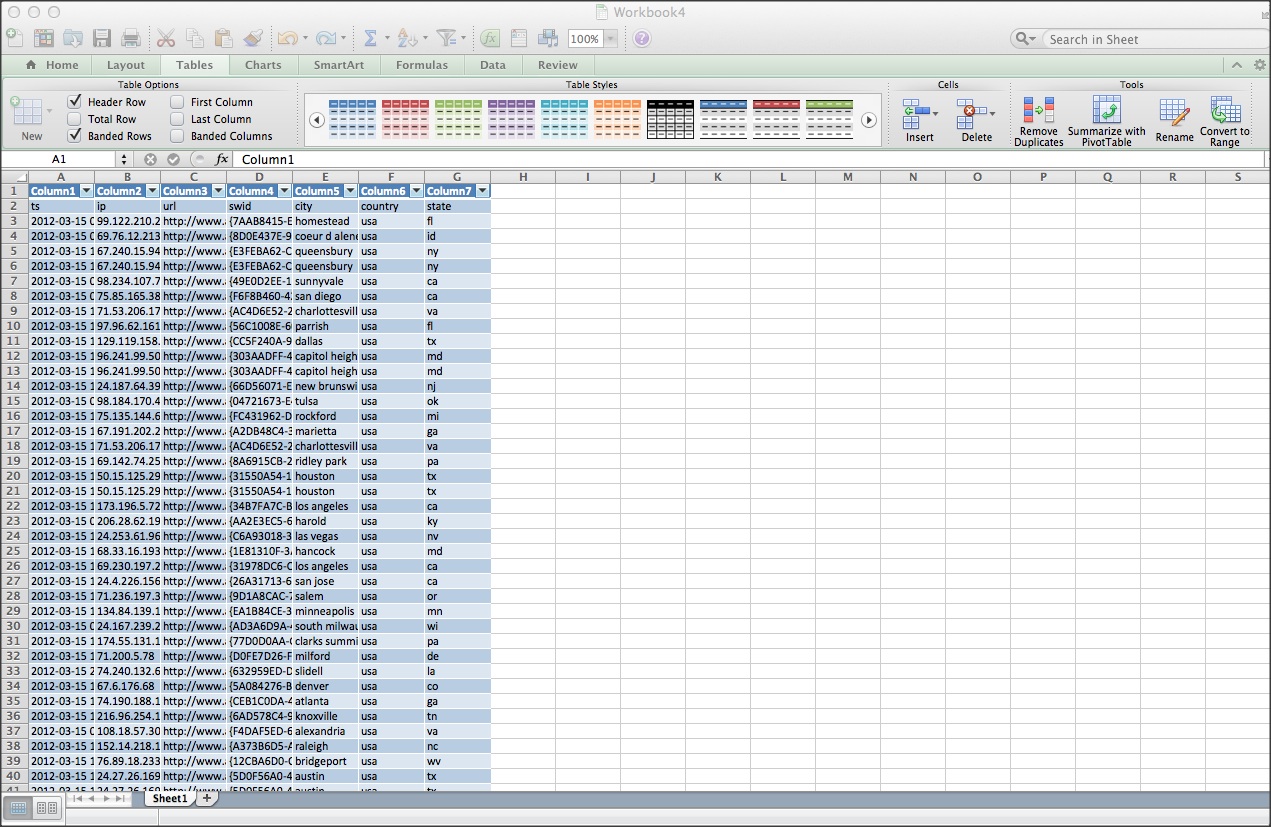 Workbook4
100% Search in Sheet
Home Layout Tables Charts SmartArt Formulas Data Review
Table Options Table Styles Cells Tools
New Header Row First Column
Total Row Last Column
Banded Rows Banded Columns
Insert Delete Remove Duplicates Summarize with PivotTable Rename Convert to Range
A1 fx Column1
A B C D E F G H I J K L M N O P Q R S
1 Column1 Column2 Column3 Column4 Column5 Column6 Column7
2 ts ip url swid city country state
3 2012-03-15 0 99.122.210.2 http://www. {7AAB8415-E homestead usa fl
4 2012-03-15 0 69.76.12.213 http://www. {8D0E437E-9 coeur d alene usa id
5 2012-03-15 1 67.240.15.94 http://www. {E3FEBA62-C queensbury usa ny
6 2012-03-15 1 67.240.15.94 http://www. {E3FEBA62-C queensbury usa ny
7 2012-03-15 0 98.234.107.7 http://www. {49E0D2EE-1 sunnyvale usa ca
8 2012-03-15 0 75.85.165.38 http://www. {F6F8B460-4 san diego usa ca
9 2012-03-15 1 71.53.206.17 http://www. {AC4D6E52-2 charlottesvill usa va
10 2012-03-15 1 97.96.62.161 http://www. {56C1008E-6 parrish usa fl
11 2012-03-15 1 129.119.158. http://www. {CC5F240A-9 dallas usa tx
12 2012-03-15 1 96.241.99.50 http://www. {303AADFF-4 capitol heigh usa md
13 2012-03-15 1 96.241.99.50 http://www. {303AADFF-4 capitol heigh usa md
14 2012-03-15 1 24.187.64.39 http://www. {66D56071-E new brunswi usa nj
15 2012-03-15 0 98.184.170.4 http://www. {04721673-E tulsa usa ok
16 2012-03-15 1 75.135.144.6 http://www. {FC431962-D rockford usa mi
17 2012-03-15 1 67.191.202.2 http://www. {A2DB48C4-3 marietta usa ga
18 2012-03-15 1 71.53.206.17 http://www. {AC4D6E52-2 charlottesvill usa va
19 2012-03-15 1 69.142.74.25 http://www. {8A6915CB-2 ridley park usa pa
20 2012-03-15 1 50.15.125.29 http://www. {31550A54-1 houston usa tx
21 2012-03-15 1 50.15.125.29 http://www. {31550A54-1 houston usa tx
22 2012-03-15 1 173.196.5.72 http://www. {34B7FA7C-B los angeles usa ca
23 2012-03-15 0 206.28.62.19 http://www. {AA2E3EC5-6 harold usa ky
24 2012-03-15 1 24.253.61.96 http://www. {C6A93018-3 las vegas usa nv
25 2012-03-15 1 68.33.16.193 http://www. {1E81310F-3 hancock usa md
26 2012-03-15 1 69.230.197.2 http://www. {31978DC6-C los angeles usa ca
27 2012-03-15 1 24.4.226.156 http://www. {26A31713-6 san jose usa ca
28 2012-03-15 1 71.236.197.3 http://www. {9D1A8CAC-7 salem usa or
29 2012-03-15 1 134.84.139.1 http://www. {EA1B84CE-3 minneapolis usa mn
30 2012-03-15 0 24.167.239.2 http://www. {AD3A6D9A-4 south milwau usa wi
31 2012-03-15 1 174.55.131.1 http://www. {77D0D0AA-C clarks summi usa pa
32 2012-03-15 1 71.200.5.78 http://www. {D0FE7D26-F milford usa de
33 2012-03-15 2 74.240.132.6 http://www. {632959ED-D slidell usa la
34 2012-03-15 0 67.6.176.68 http://www. {5A084276-B denver usa co
35 2012-03-15 1 74.190.188.1 http://www. {CEB1C0DA-4 atlanta usa ga
36 2012-03-15 1 216.96.254.1 http://www. {6AD578C4-9 knoxville usa tn
37 2012-03-15 0 108.18.57.30 http://www. {F4DAF5ED-6 alexandria usa va
38 2012-03-15 1 152.14.218.1 http://www. {A373B6D5-A raleigh usa nc
39 2012-03-15 1 76.89.18.233 http://www. {12CBA6D0-C bridgeport usa wv
40 2012-03-15 1 24.27.26.169 http://www. {5D0F56A0-4 austin usa tx
Sheet1